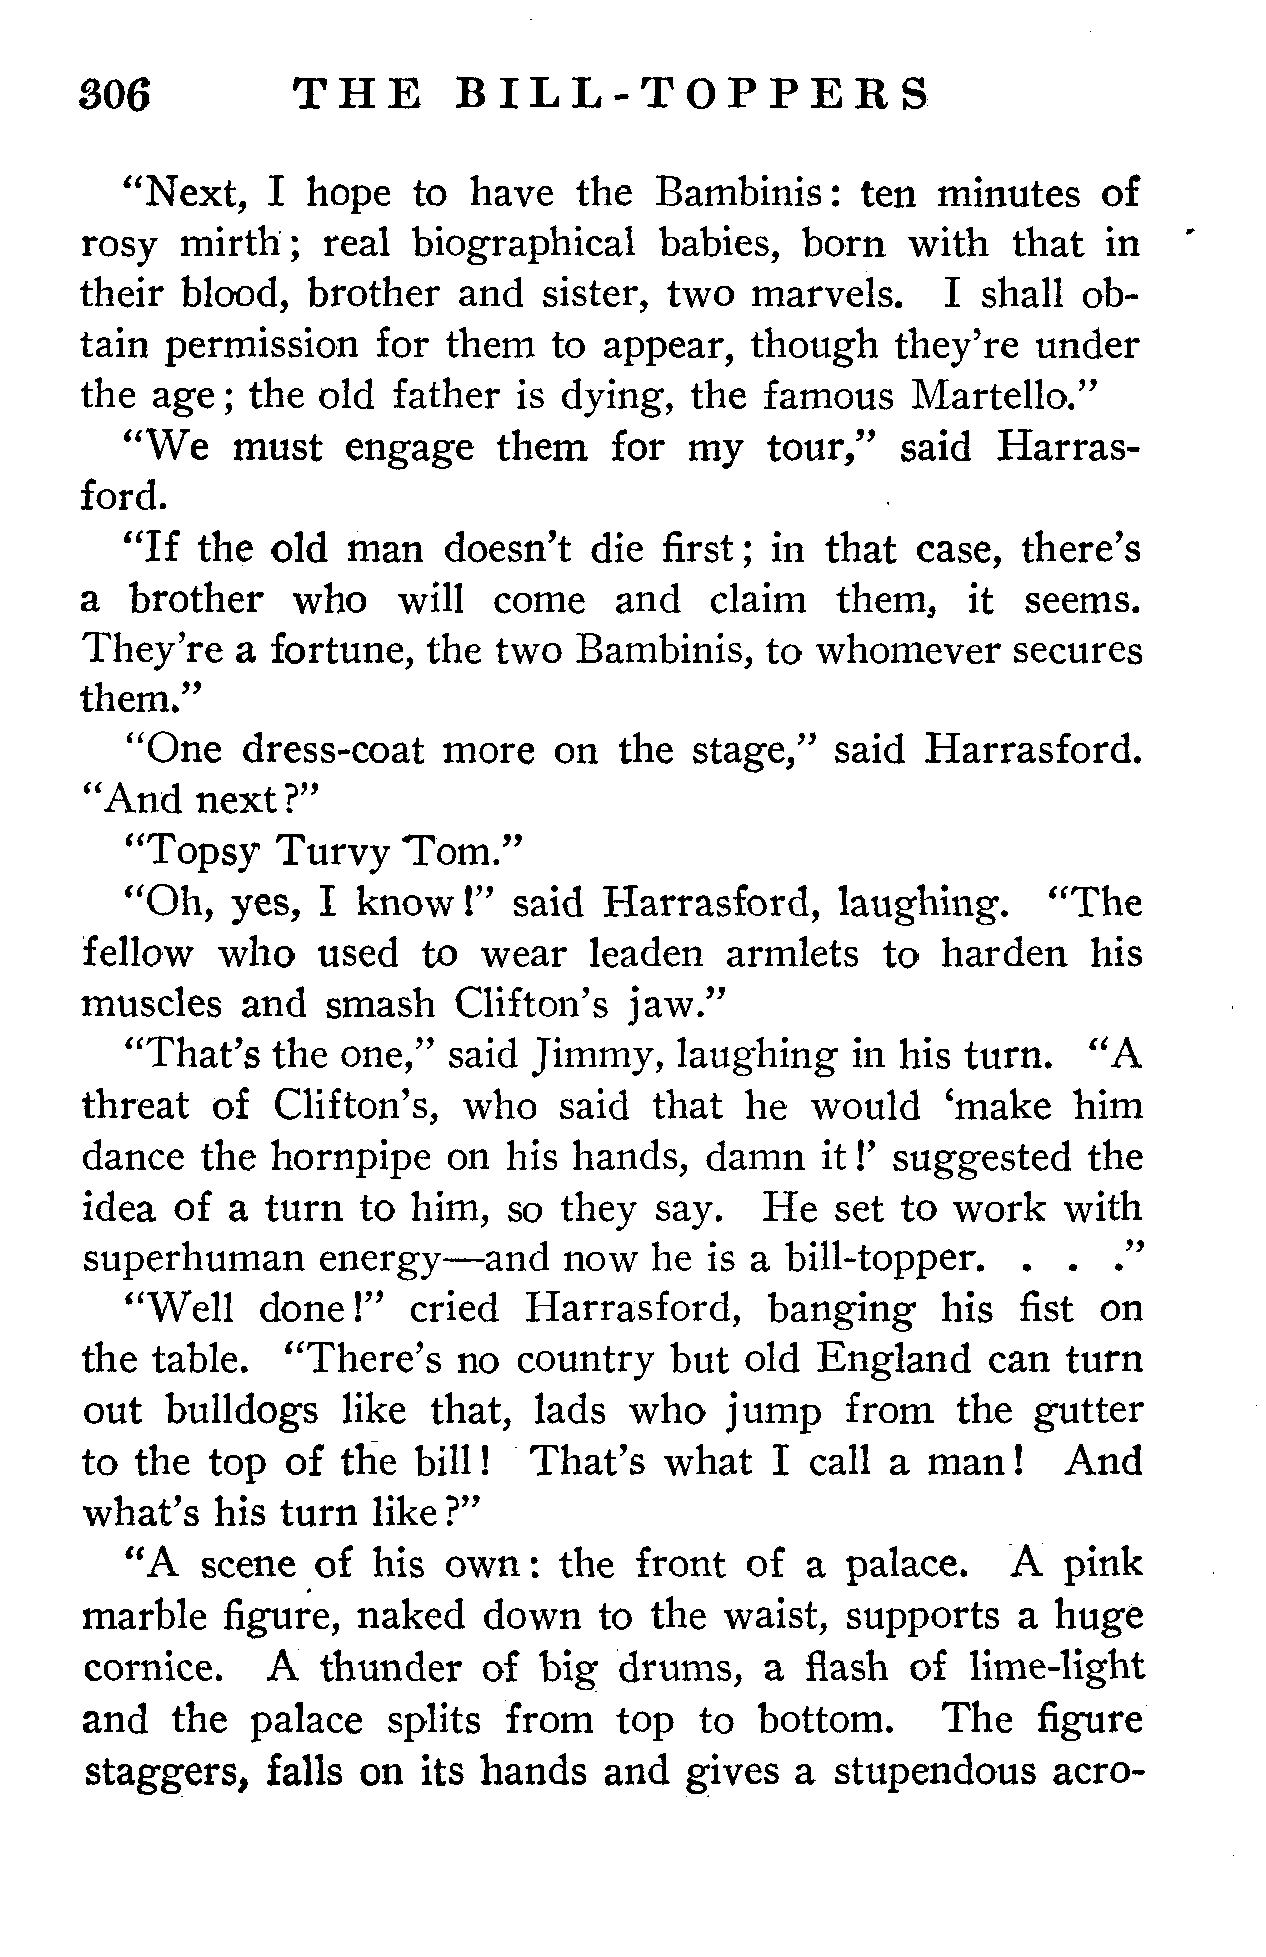 306 THE BILL-TOPPERS
“Next, I hope to have the Bambinis: ten minutes of
rosy mirth; real biographical babies, born with that in
their blood, brother and sister, two marvels. I shall ob-
tain permission for them to appear, though they’re under
the age; the old father is dying, the famous Martello.”
“We must engage them for my tour,” said Harras-
ford.
“If the old man doesn’t die first; in that case, there’s
a brother who will come and claim them, it seems.
They’re a fortune, the two Bambinis, to whomever secures
them.”
“One dress-coat more on the stage,” said Harrasford.
“And next?”
“Topsy Turvy Tom.”
“Oh, yes, I know!” said Harrasford, laughing. “The
fellow who used to wear leaden armlets to harden his
muscles and smash Clifton’s jaw.”
“That’s the one,” said Jimmy, laughing in his turn. “A
threat of Clifton’s, who said that he would ‘make him
dance the hornpipe on his hands, damn it!’ suggested the
idea of a turn to him, so they say. He set to work with
superhuman energy—and now he is a bill-topper. . . .”
“Well done!” cried Harrasford, banging his fist on
the table. “There’s no country but old England can turn
out bulldogs like that, lads who jump from the gutter
to the top of the bill! That’s what I call a man! And
what’s his turn like?”
“A scene of his own: the front of a palace. A pink
marble figure, naked down to the waist, supports a huge
cornice. A thunder of big drums, a flash of lime-light
and the palace splits from top to bottom. The figure
staggers, falls on its hands and gives a stupendous acro-